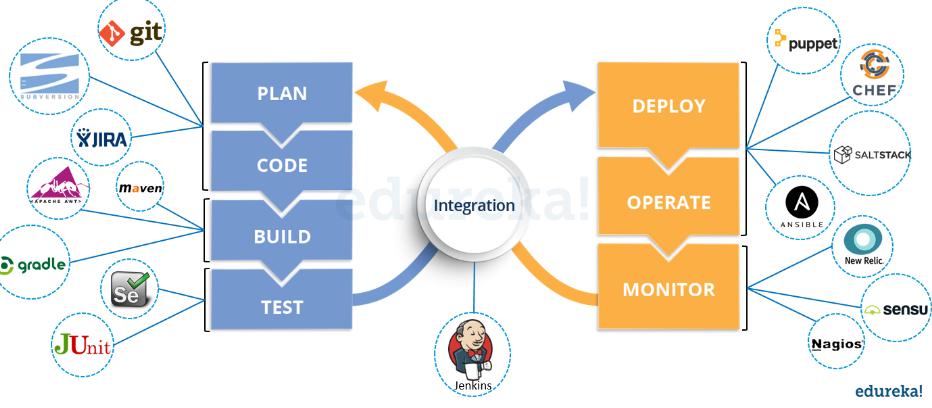 git
SUBVERSION
JIRA
APACHE ANT
maven
gradle
Se
JUnit
PLAN
CODE
BUILD
TEST
edureka!
Integration
Jenkins
DEPLOY
OPERATE
MONITOR
puppet
CHEF
SALTSTACK
ANSIBLE
New Relic.
sensu
Nagios
edureka!